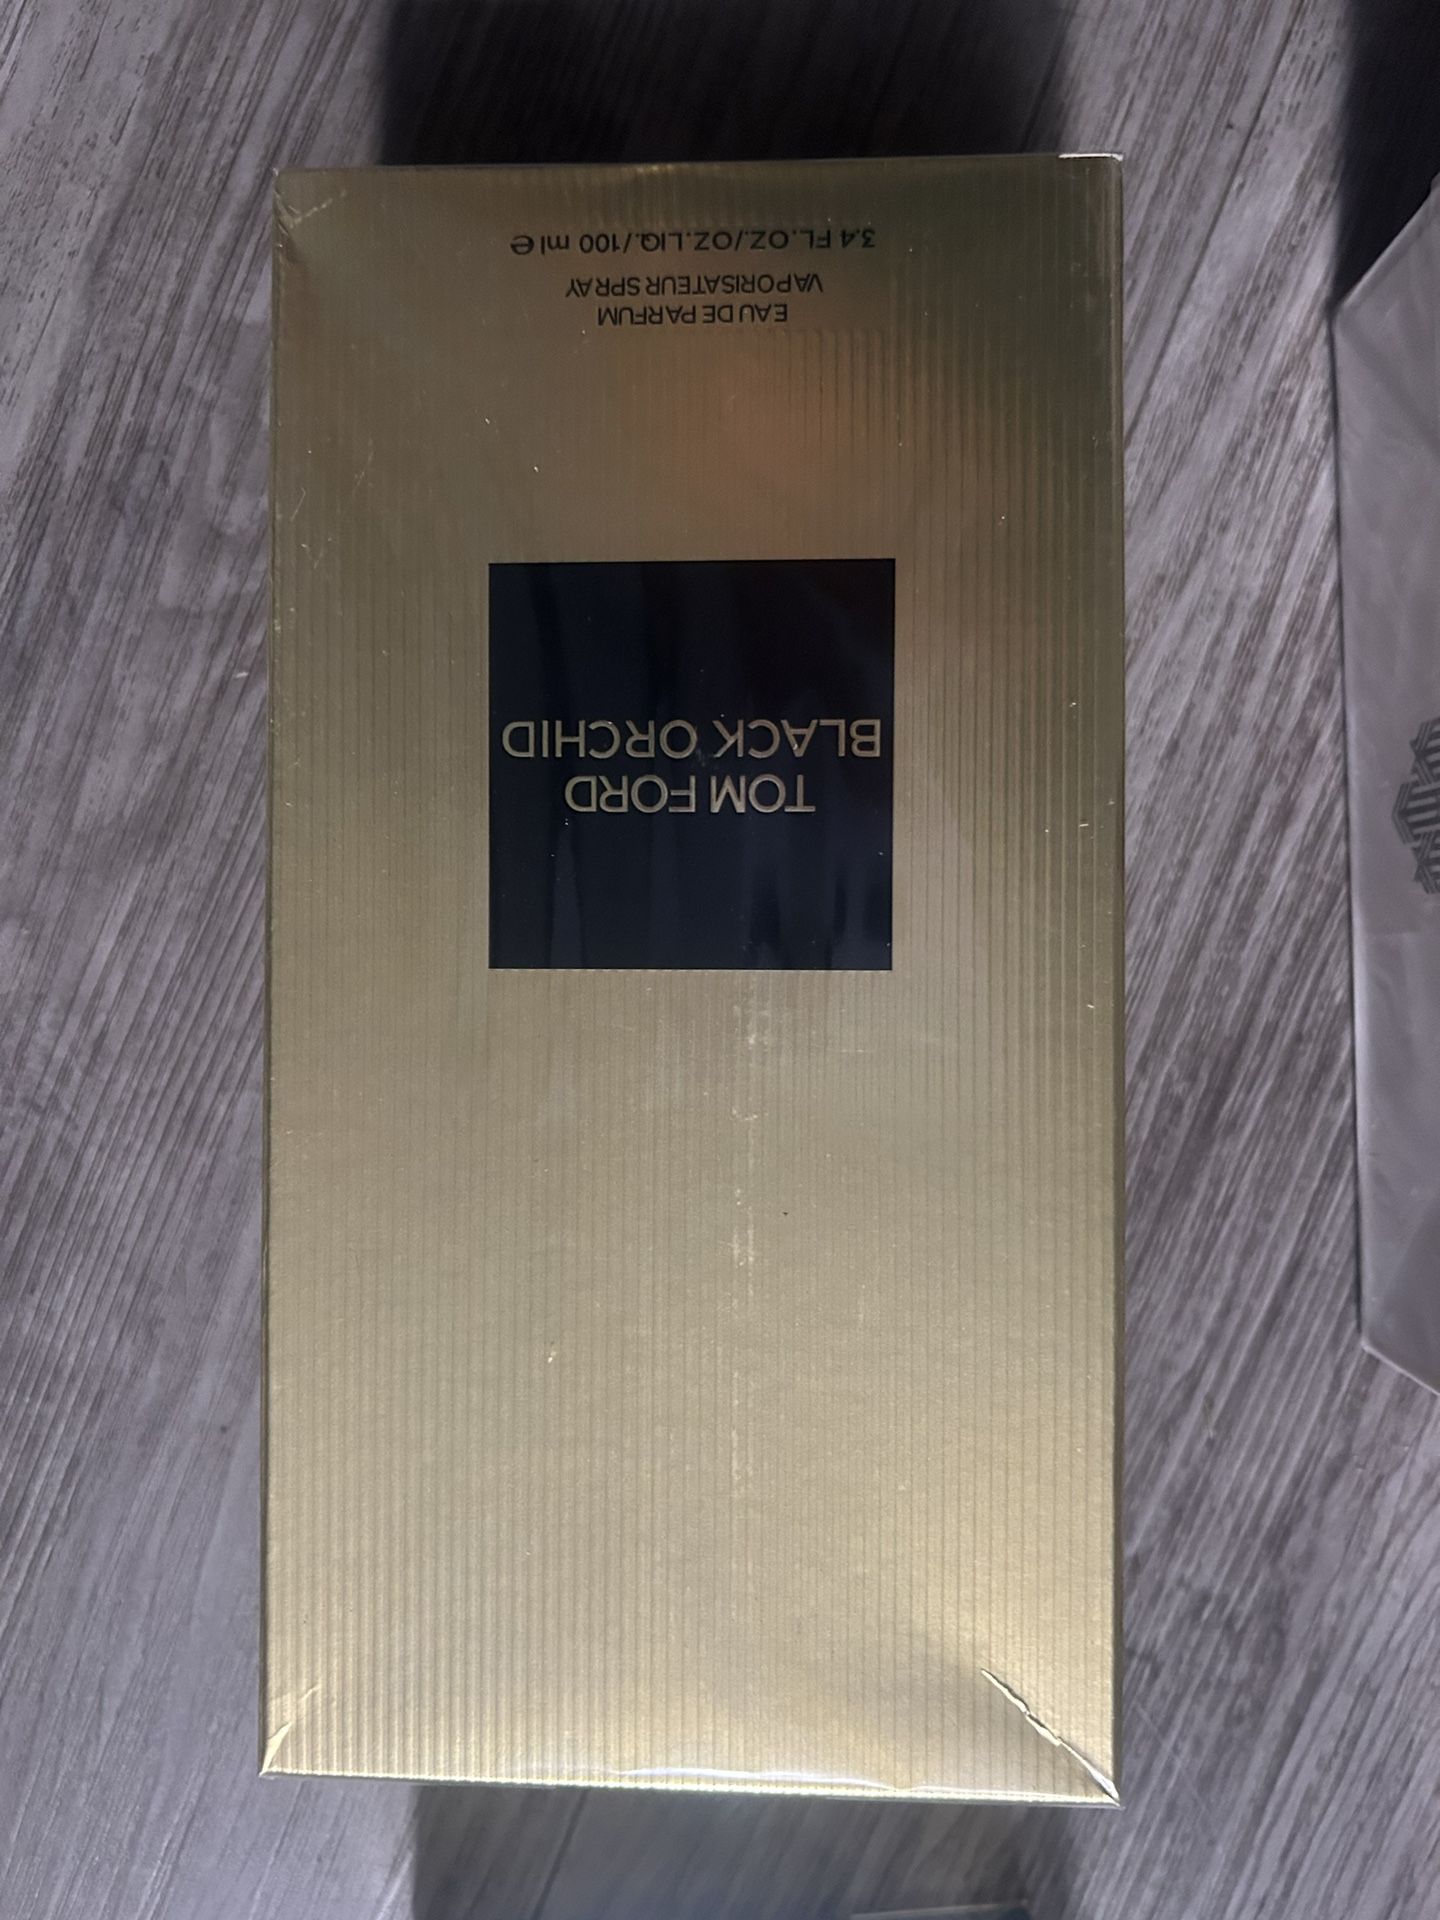 TOM FORD
BLACK ORCHID
EAU DE PARFUM
VAPORISATEUR SPRAY
3.4 FL.OZ./OZ.LIQ./100 ml ℮